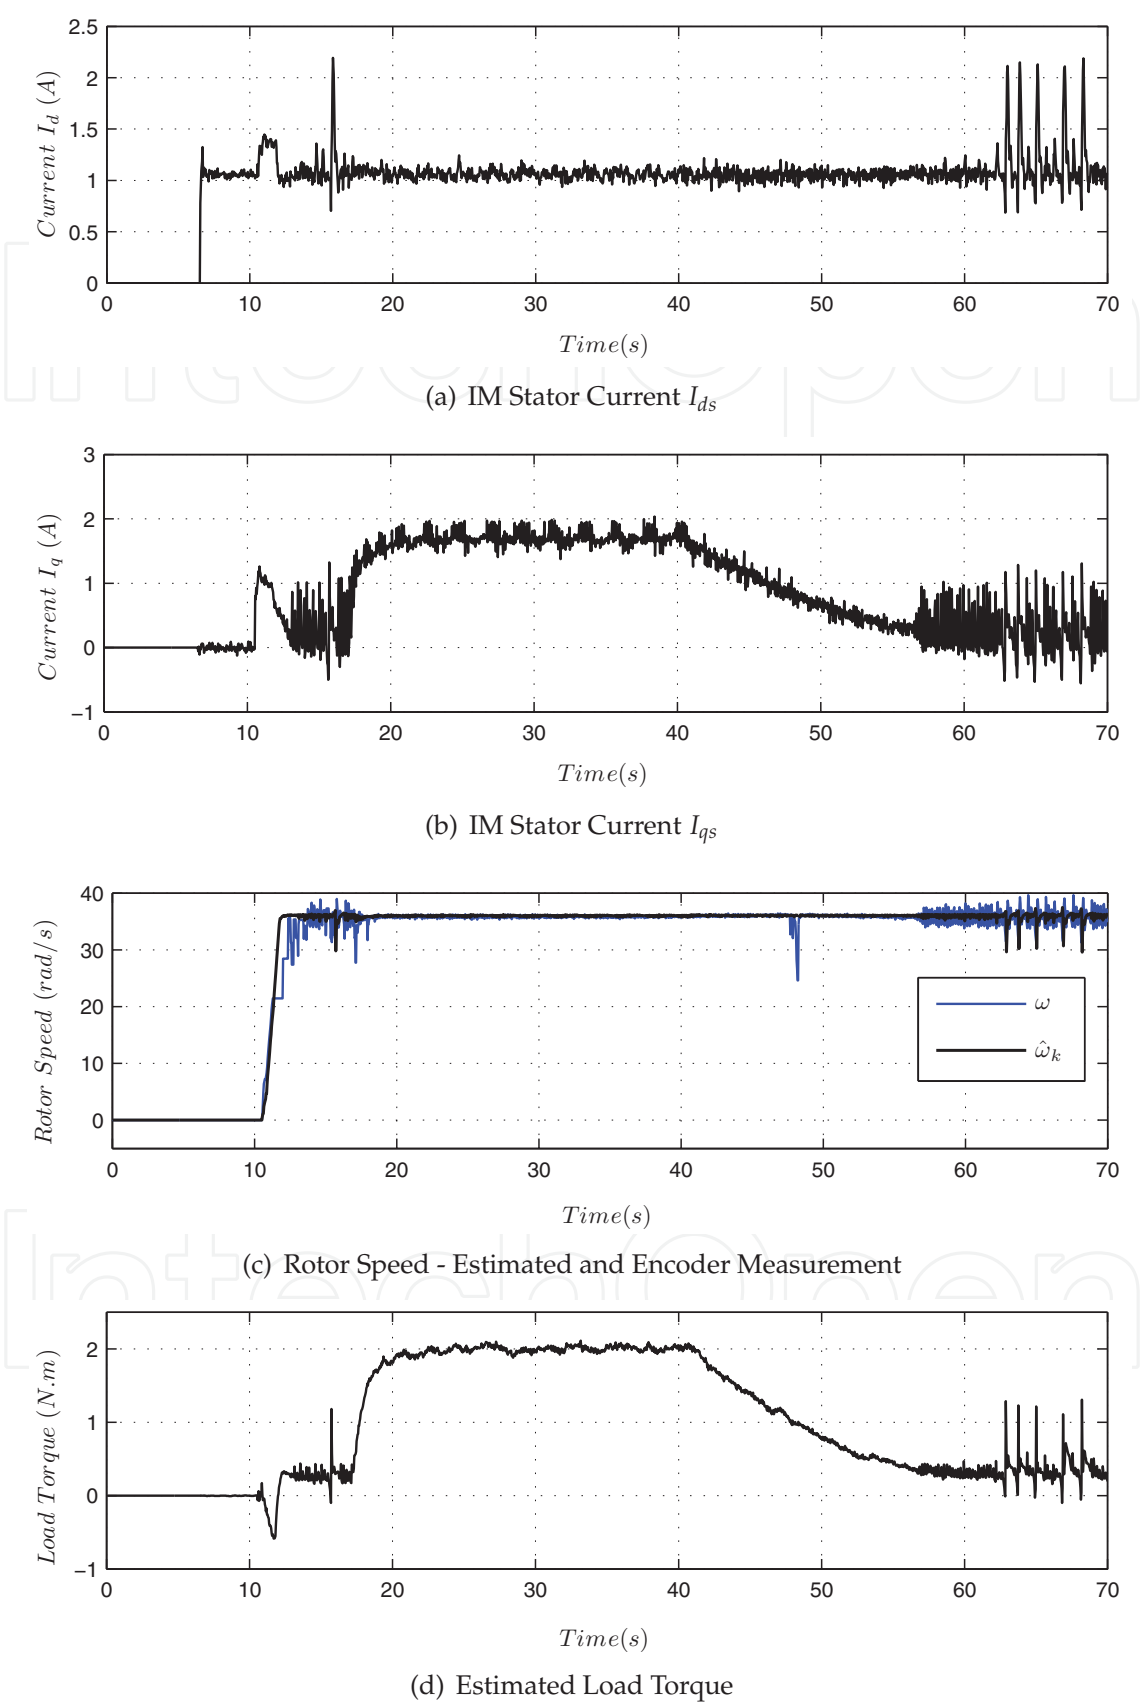 2.5
2
1.5
1
0.5
0
Current I_d (A)
0 10 20 30 40 50 60 70
Time(s)
(a) IM Stator Current I_ds
3
2
1
0
−1
Current I_q (A)
0 10 20 30 40 50 60 70
Time(s)
(b) IM Stator Current I_qs
40
30
20
10
0
Rotor Speed (rad/s)
ω
ω̂_k
0 10 20 30 40 50 60 70
Time(s)
(c) Rotor Speed - Estimated and Encoder Measurement
2
1
0
−1
Load Torque (N.m)
0 10 20 30 40 50 60 70
Time(s)
(d) Estimated Load Torque
IntechOpen
IntechOpen